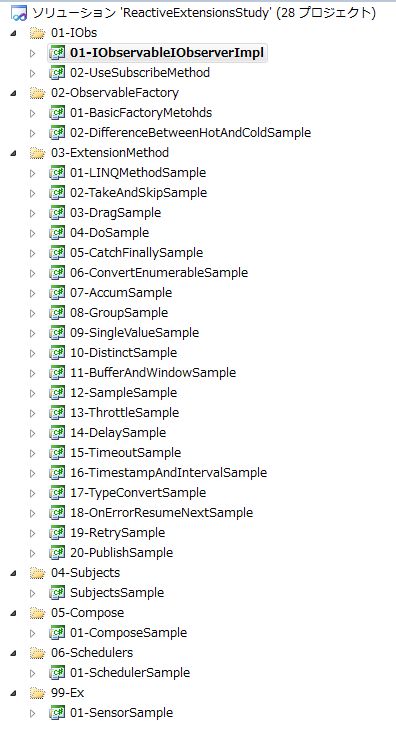 ソリューション 'ReactiveExtensionsStudy' (28 プロジェクト)
01-IObs
01-IObservableIObserverImpl
02-UseSubscribeMethod
02-ObservableFactory
01-BasicFactoryMetohds
02-DifferenceBetweenHotAndColdSample
03-ExtensionMethod
01-LINQMethodSample
02-TakeAndSkipSample
03-DragSample
04-DoSample
05-CatchFinallySample
06-ConvertEnumerableSample
07-AccumSample
08-GroupSample
09-SingleValueSample
10-DistinctSample
11-BufferAndWindowSample
12-SampleSample
13-ThrottleSample
14-DelaySample
15-TimeoutSample
16-TimestampAndIntervalSample
17-TypeConvertSample
18-OnErrorResumeNextSample
19-RetrySample
20-PublishSample
04-Subjects
SubjectsSample
05-Compose
01-ComposeSample
06-Schedulers
01-SchedulerSample
99-Ex
01-SensorSample